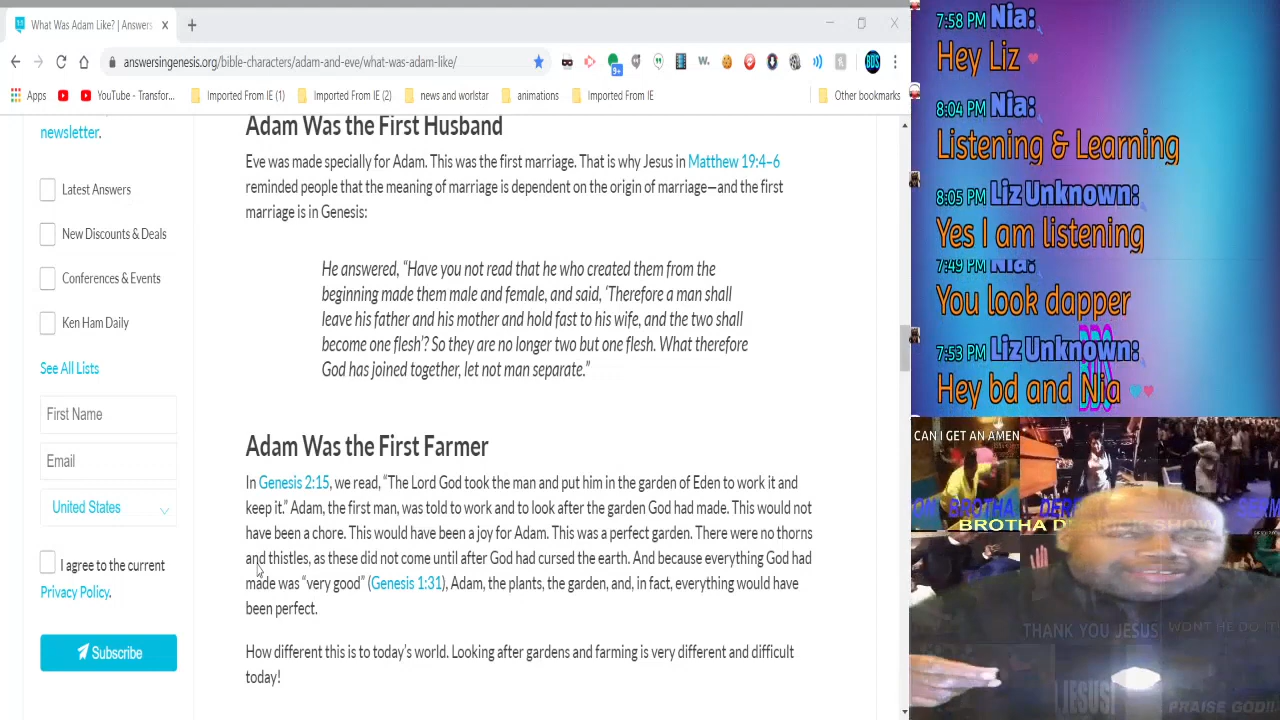 What Was Adam Like? | Answers
answersingenesis.org/bible-characters/adam-and-eve/what-was-adam-like/
9+
W.
BDS
Apps
YouTube - Transfor...
Imported From IE (1)
Imported From IE (2)
news and worlstar
animations
Imported From IE
Other bookmarks
newsletter.
Latest Answers
New Discounts & Deals
Conferences & Events
Ken Ham Daily
See All Lists
First Name
Email
United States
I agree to the current
Privacy Policy.
Subscribe
Adam Was the First Husband
Eve was made specially for Adam. This was the first marriage. That is why Jesus in Matthew 19:4–6
reminded people that the meaning of marriage is dependent on the origin of marriage—and the first
marriage is in Genesis:
He answered, “Have you not read that he who created them from the
beginning made them male and female, and said, ‘Therefore a man shall
leave his father and his mother and hold fast to his wife, and the two shall
become one flesh’? So they are no longer two but one flesh. What therefore
God has joined together, let not man separate.”
Adam Was the First Farmer
In Genesis 2:15, we read, “The Lord God took the man and put him in the garden of Eden to work it and
keep it.” Adam, the first man, was told to work and to look after the garden God had made. This would not
have been a chore. This would have been a joy for Adam. This was a perfect garden. There were no thorns
and thistles, as these did not come until after God had cursed the earth. And because everything God had
made was “very good” (Genesis 1:31), Adam, the plants, the garden, and, in fact, everything would have
been perfect.
How different this is to today’s world. Looking after gardens and farming is very different and difficult
today!
7:58 PM Nia:
Hey Liz
8:04 PM Nia:
Listening & Learning
8:05 PM Liz Unknown:
Yes I am listening
7:49 PM Nia:
You look dapper
7:53 PM Liz Unknown:
Hey bd and Nia
BDS
CAN I GET AN AMEN
BROTHA DERRICK SHOW
THANK YOU JESUS
WONT HE DO IT
JESUS
PRAISE GOD!!